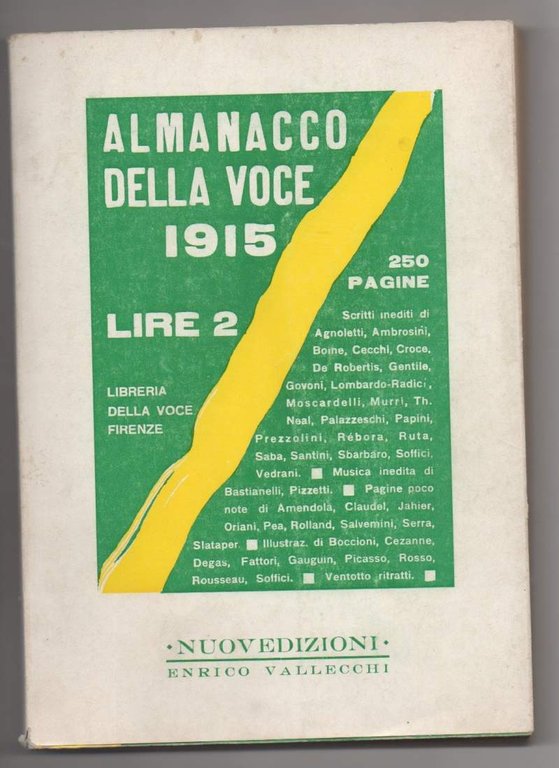 ALMANACCO
DELLA VOCE
1915
250
PAGINE
LIRE 2
LIBRERIA
DELLA VOCE
FIRENZE
Scritti inediti di
Agnoletti, Ambrosini,
Boine, Cecchi, Croce,
De Robertis, Gentile,
Govoni, Lombardo-Radici,
Moscardelli, Murri, Th.
Neal, Palazzeschi, Papini,
Prezzolini, Rébora, Ruta,
Saba, Santini, Sbarbaro, Soffici,
Vedrani. ■ Musica inedita di
Bastianelli, Pizzetti. ■ Pagine poco
note di Amendola, Claudel, Jahier,
Oriani, Pea, Rolland, Salvemini, Serra,
Slataper ■ Illustraz. di Boccioni, Cezanne,
Degas, Fattori, Gauguin, Picasso, Rosso,
Rousseau, Soffici. ■ Ventotto ritratti. ■
·NUOVEDIZIONI·
ENRICO VALLECCHI